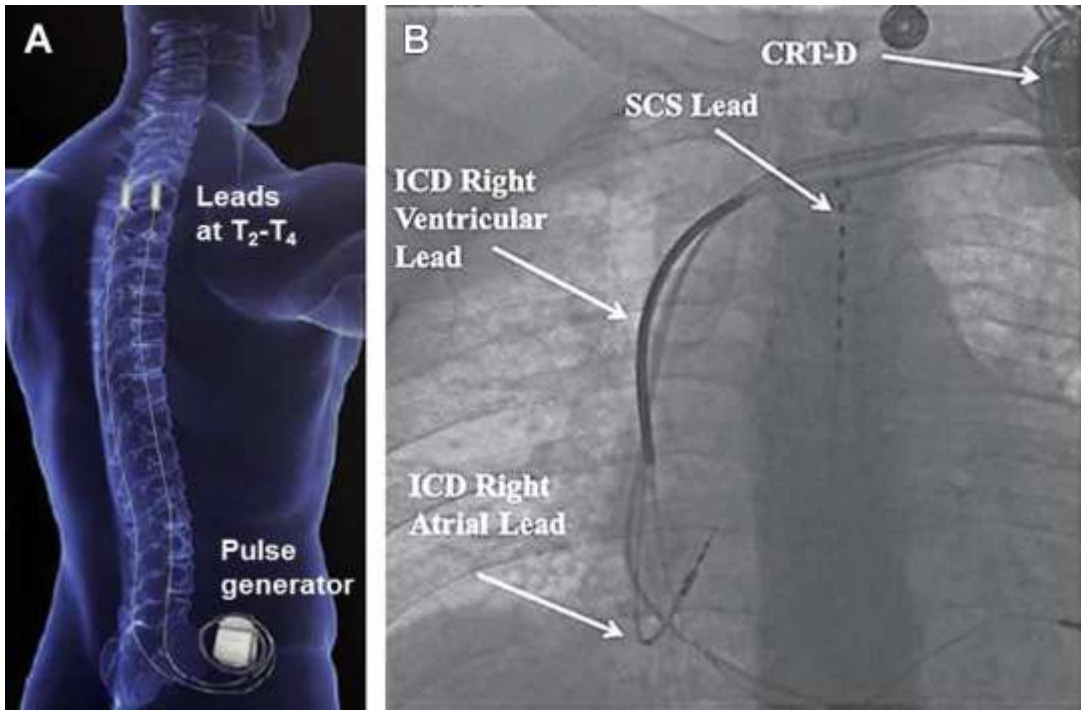 A
Leads
at T₂-T₄
Pulse
generator
B
CRT-D
SCS Lead
ICD Right
Ventricular
Lead
ICD Right
Atrial Lead